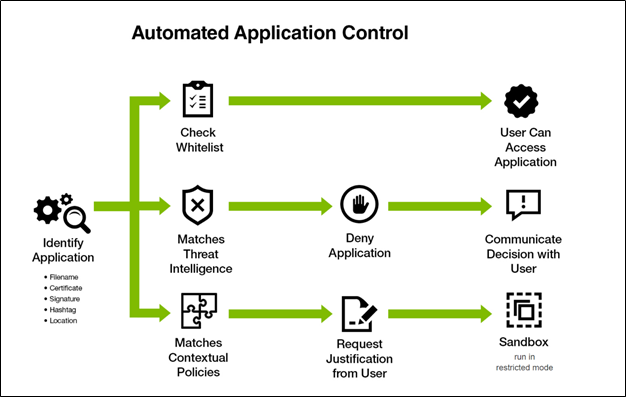 Automated Application Control
Check
Whitelist
User Can
Access
Application
Identify
Application
• Filename
• Certificate
• Signature
• Hashtag
• Location
Matches
Threat
Intelligence
Deny
Application
Communicate
Decision with
User
Matches
Contextual
Policies
Request
Justification
from User
Sandbox
run in
restricted mode